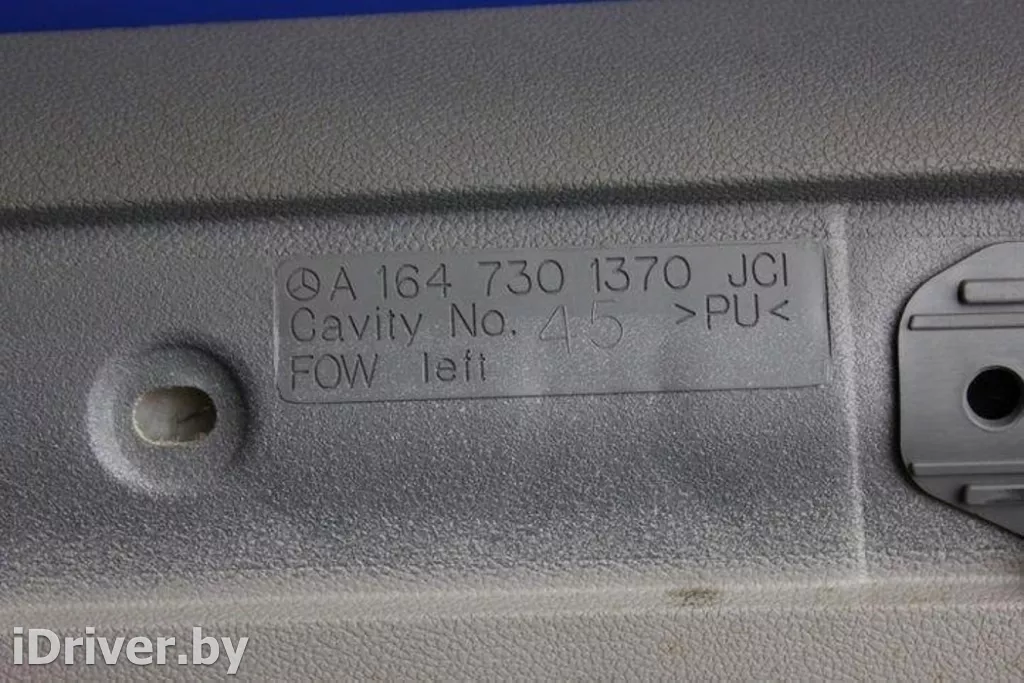 A 164 730 1370 JCI
Cavity No. 45 >PU<
FOW left
iDriver.by